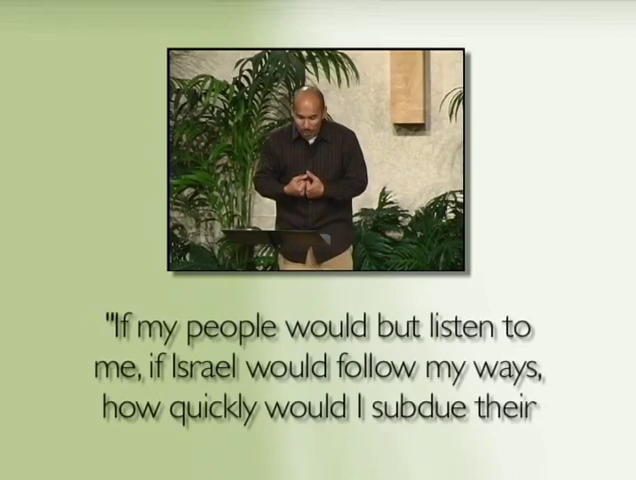 "If my people would but listen to
me, if Israel would follow my ways,
how quickly would I subdue their